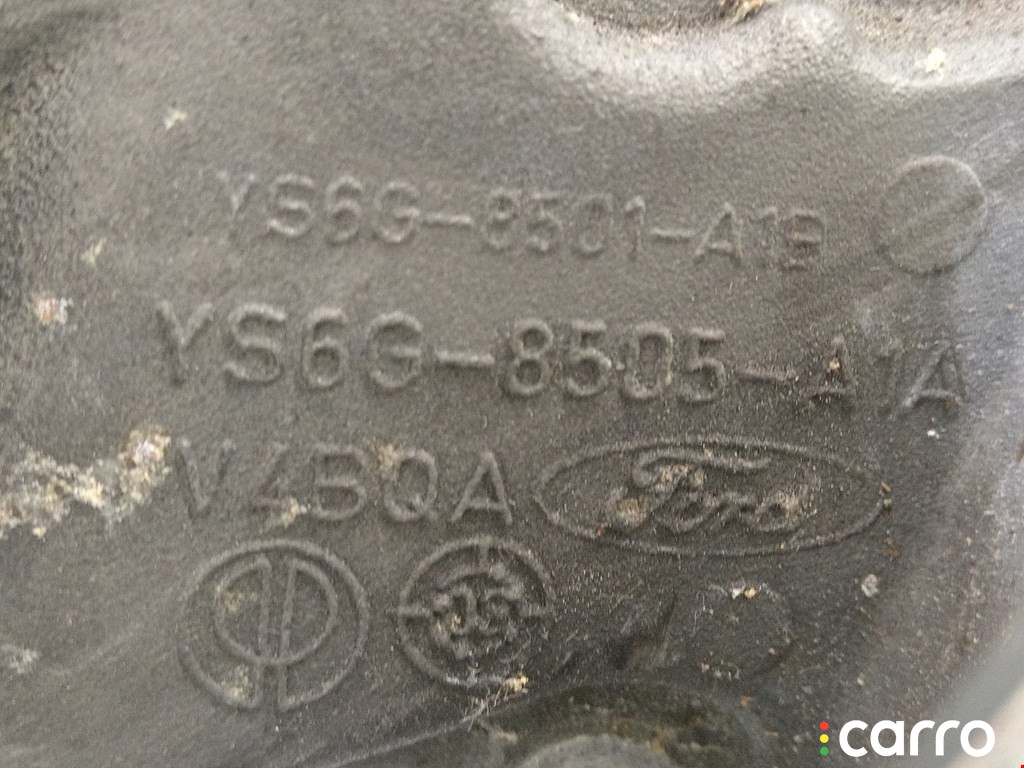 YS6G-8501-A1B
YS6G-8505-A1A
V4BQA Ford
carro